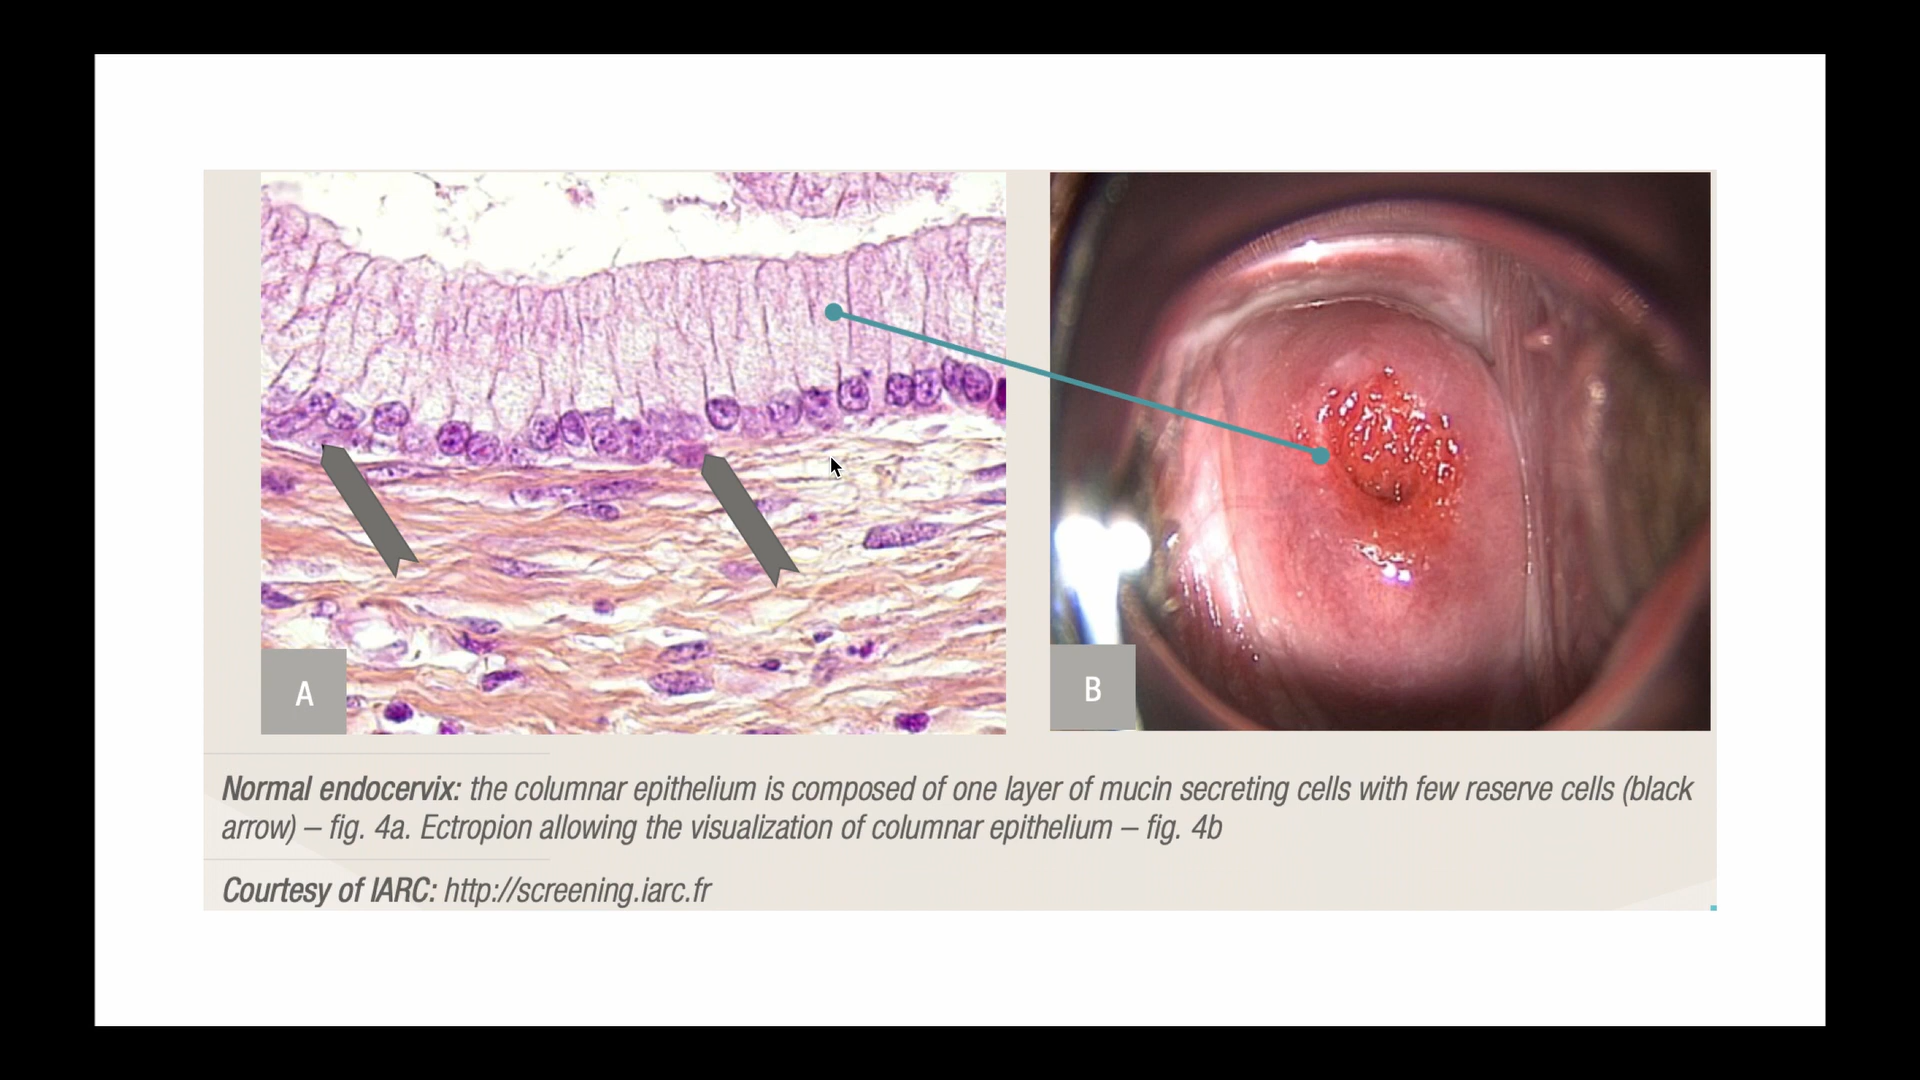 A
B
Normal endocervix: the columnar epithelium is composed of one layer of mucin secreting cells with few reserve cells (black
arrow) – fig. 4a. Ectropion allowing the visualization of columnar epithelium – fig. 4b
Courtesy of IARC: http://screening.iarc.fr